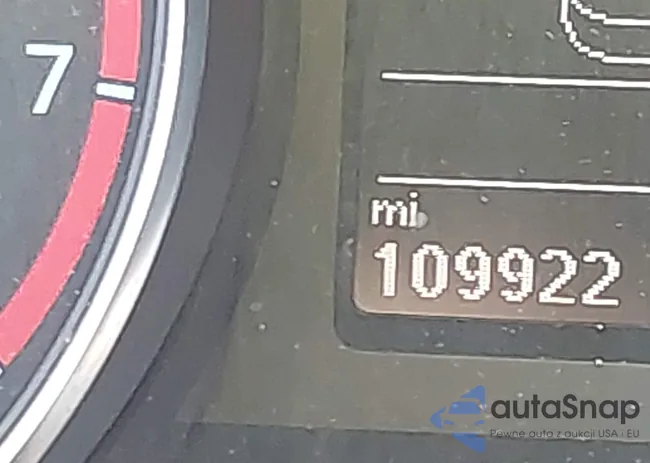 7
mi
109922
autaSnap
Pewne auta z aukcji USA i EU